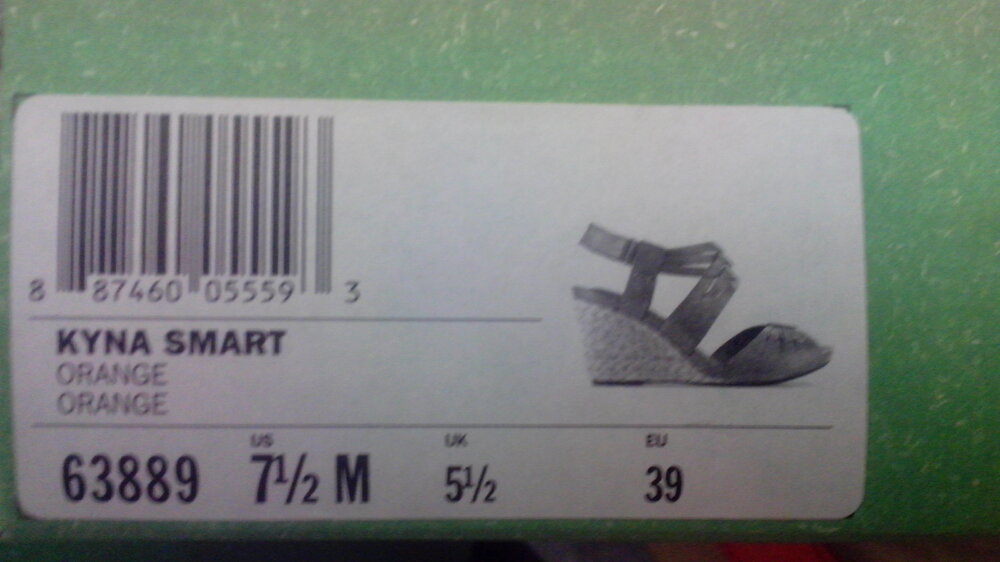 8 87460 05559 3
KYNA SMART
ORANGE
ORANGE
US UK EU
63889 7½ M 5½ 39